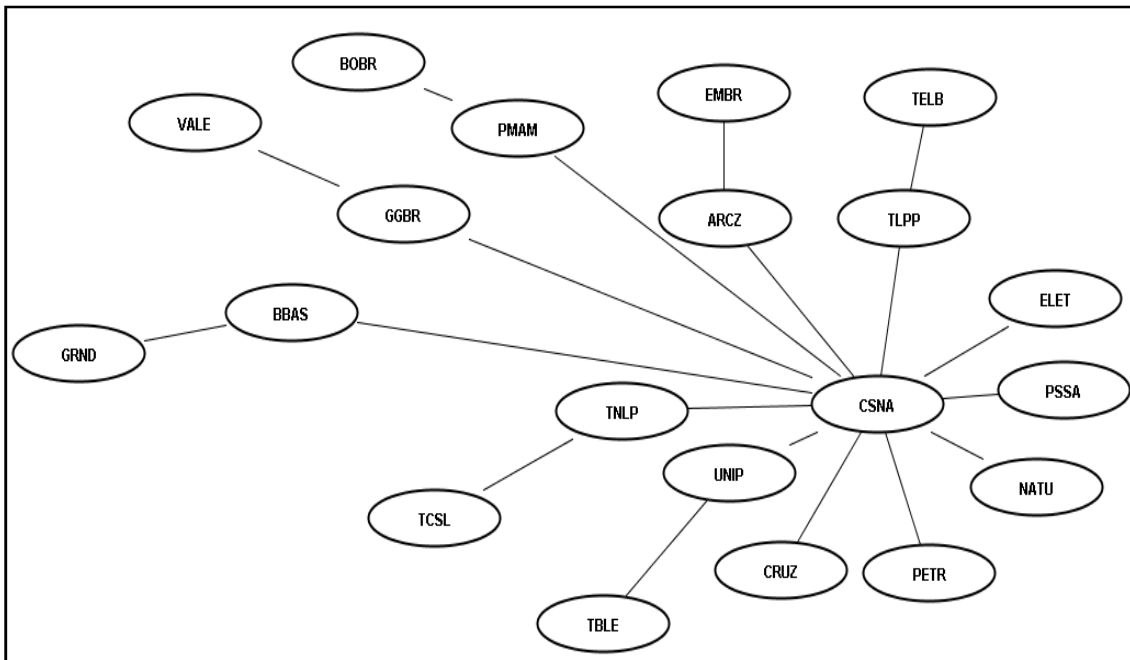 BOBR
EMBR
TELB
VALE
PMAM
GGBR
ARCZ
TLPP
ELET
BBAS
GRND
PSSA
CSNA
TNLP
UNIP
NATU
TCSL
CRUZ
PETR
TBLE